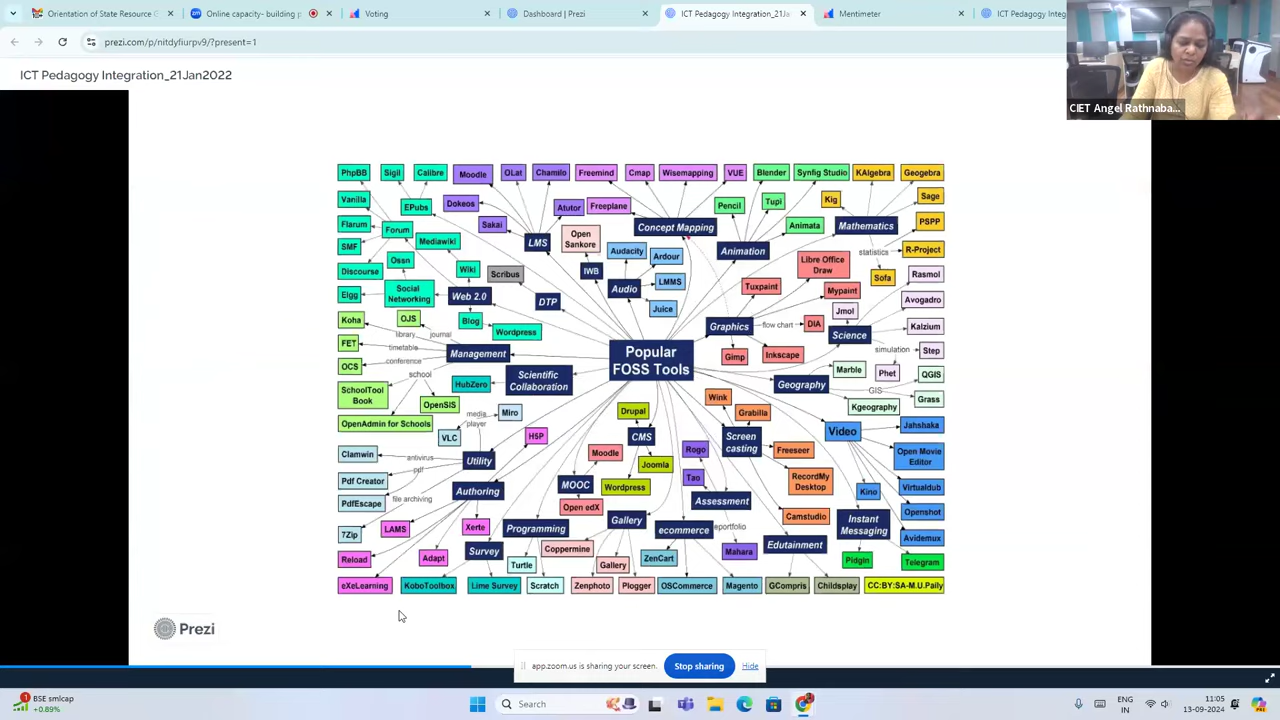 Orientation of State Resource G
Online capacity- building p
Voting
Dashboard | Prezi
ICT Pedagogy Integration_21Ja
Mentimeter
ICT Pedagogy Integ
prezi.com/p/nitdyfiurpv9/?present=1
ICT Pedagogy Integration_21Jan2022
CIET Angel Rathnaba...
PhpBB Sigil Calibre Moodle OLat Chamilo Freemind Cmap Wisemapping VUE Blender Synfig Studio KAlgebra Geogebra
Vanilla EPubs Dokeos Atutor Freeplane Pencil Tupi Kig Sage
Flarum Forum Sakai Open Sankore Concept Mapping Animata Mathematics PSPP
SMF Mediawiki LMS Audacity Ardour Animation statistics R-Project
Discourse Ossn Wiki Scribus IWB Libre Office Draw Sofa Rasmol
Elgg Social Networking Web 2.0 DTP Audio LMMS Tuxpaint Mypaint Avogadro
Koha OJS Blog Wordpress Juice Graphics flow chart DIA Jmol Science Kalzium
library journal
FET timetable Management Popular FOSS Tools Gimp Inkscape simulation Step
OCS conference school Scientific Collaboration Marble Phet QGIS
SchoolTool Book HubZero Geography GIS Grass
OpenSIS media player Miro Drupal Wink Grabilla Kgeography
OpenAdmin for Schools VLC H5P CMS Rogo Screen casting Freeseer Video Jahshaka
Clamwin antivirus Utility Moodle Joomla Open Movie Editor
Pdf Creator pdf Authoring MOOC Wordpress Tao RecordMy Desktop Kino Virtualdub
PdfEscape file archiving Open edX Assessment Openshot
7Zip LAMS Xerte Programming Gallery ecommerce eportfolio Camstudio Instant Messaging Avidemux
Reload Adapt Survey Turtle Coppermine Gallery ZenCart Mahara Edutainment Pidgin Telegram
eXeLearning KoboToolbox Lime Survey Scratch Zenphoto Plogger OSCommerce Magento GCompris Childsplay CC:BY:SA-M.U.Paily
Prezi
app.zoom.us is sharing your screen. Stop sharing Hide
1
BSE smlcap
+0.89%
Search
ENG
IN
11:05
13-09-2024